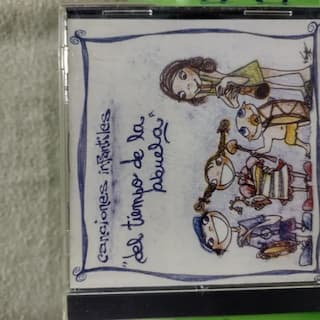 canciones infantiles
"del tiempo de la
abuela"